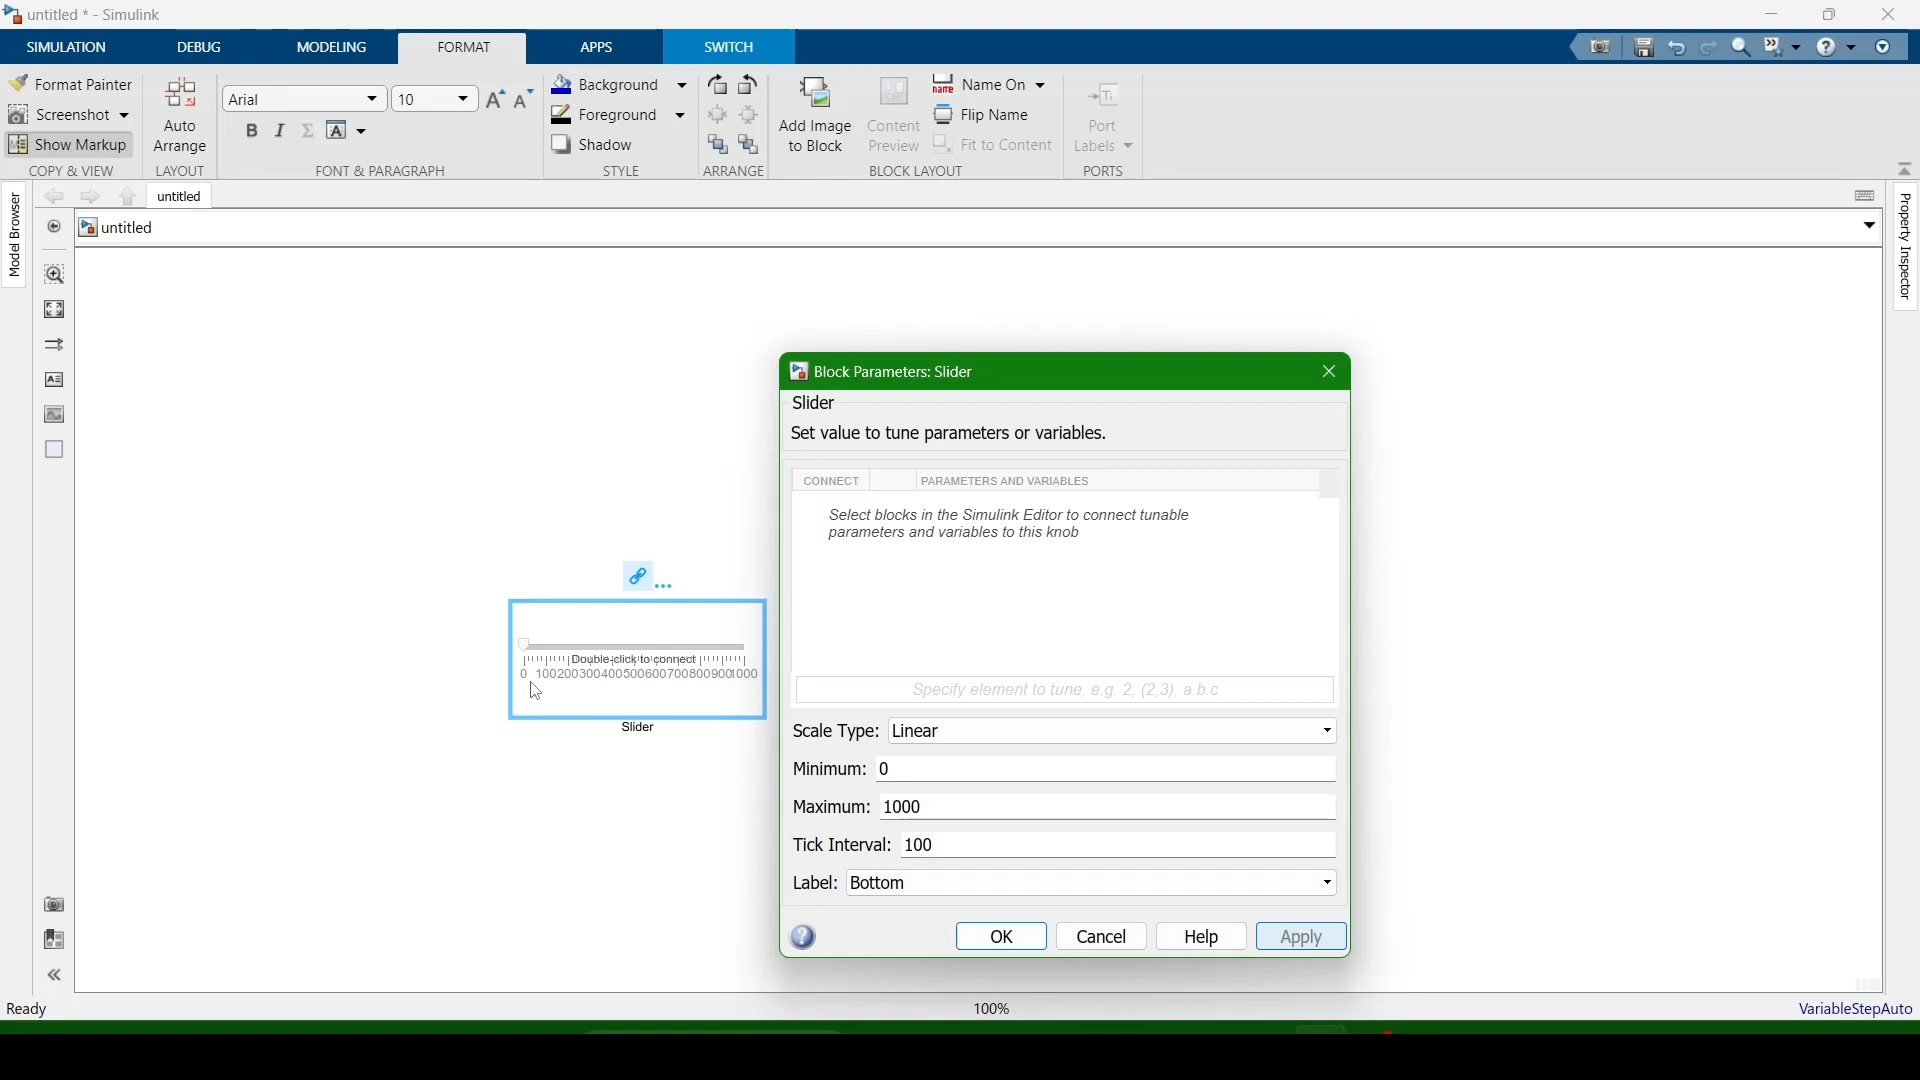 untitled * - Simulink
SIMULATION DEBUG MODELING FORMAT APPS SWITCH
Format Painter
Screenshot
Show Markup
COPY & VIEW
Auto
Arrange
LAYOUT
Arial 10
B I Σ A
FONT & PARAGRAPH
Background
Foreground
Shadow
STYLE
ARRANGE
Add Image
to Block
Content
Preview
Name On
Flip Name
Fit to Content
BLOCK LAYOUT
Port
Labels
PORTS
Model Browser
untitled
untitled
Property Inspector
Double-click to connect
0 1002003004005006007008009001000
Slider
Block Parameters: Slider
Slider
Set value to tune parameters or variables.
CONNECT PARAMETERS AND VARIABLES
Select blocks in the Simulink Editor to connect tunable
parameters and variables to this knob
Specify element to tune, e.g. 2, (2,3), a.b.c
Scale Type: Linear
Minimum: 0
Maximum: 1000
Tick Interval: 100
Label: Bottom
OK Cancel Help Apply
Ready 100% VariableStepAuto